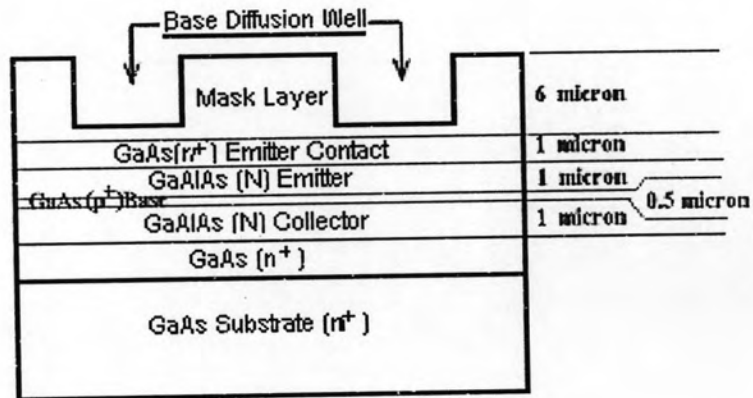 Base Diffusion Well
Mask Layer
6 micron
GaAs(n+) Emitter Contact
1 micron
GaAlAs (N) Emitter
1 micron
GaAs(p+)Base
0.5 micron
GaAlAs (N) Collector
1 micron
GaAs (n+)
GaAs Substrate (n+)